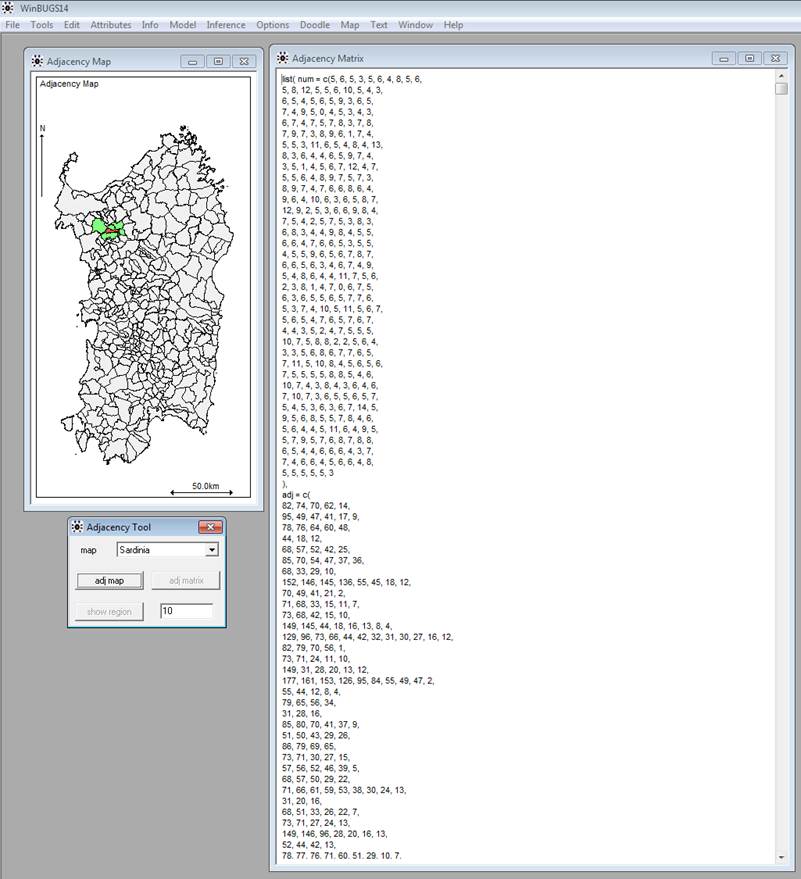 WinBUGS14
File Tools Edit Attributes Info Model Inference Options Doodle Map Text Window Help
Adjacency Map
Adjacency Map
N
50.0km
Adjacency Tool
map Sardinia
adj map adj matrix
show region 10
Adjacency Matrix
list( num = c(5, 6, 5, 3, 5, 6, 4, 8, 5, 6,
5, 8, 12, 5, 5, 6, 10, 5, 4, 3,
6, 5, 4, 5, 6, 5, 9, 3, 6, 5,
7, 4, 9, 5, 0, 4, 5, 3, 4, 3,
6, 7, 4, 7, 5, 7, 8, 3, 7, 8,
7, 9, 7, 3, 8, 9, 6, 1, 7, 4,
5, 5, 3, 11, 6, 5, 4, 8, 4, 13,
8, 3, 6, 4, 4, 6, 5, 9, 7, 4,
3, 5, 1, 4, 5, 6, 7, 12, 4, 7,
5, 5, 6, 4, 8, 9, 7, 5, 7, 3,
8, 9, 7, 4, 7, 6, 6, 8, 6, 4,
9, 6, 4, 10, 6, 3, 6, 5, 8, 7,
12, 9, 2, 5, 3, 6, 6, 9, 8, 4,
7, 5, 4, 2, 5, 7, 5, 3, 8, 3,
6, 8, 3, 4, 4, 9, 8, 4, 5, 5,
6, 6, 4, 7, 6, 6, 5, 3, 5, 5,
4, 5, 5, 9, 6, 5, 6, 7, 8, 7,
6, 6, 5, 6, 3, 4, 6, 7, 4, 9,
5, 4, 8, 6, 4, 4, 11, 7, 5, 6,
2, 3, 8, 1, 4, 7, 0, 6, 7, 5,
6, 3, 6, 5, 5, 6, 5, 7, 7, 6,
5, 3, 7, 4, 10, 5, 11, 5, 6, 7,
5, 6, 5, 4, 7, 6, 5, 7, 6, 7,
4, 4, 3, 5, 2, 4, 7, 5, 5, 5,
10, 7, 5, 8, 8, 2, 2, 5, 6, 4,
3, 3, 5, 6, 8, 6, 7, 7, 6, 5,
7, 11, 5, 10, 8, 4, 5, 6, 5, 6,
7, 5, 5, 5, 5, 8, 8, 5, 4, 6,
10, 7, 4, 3, 8, 4, 3, 6, 4, 6,
7, 10, 7, 3, 6, 5, 5, 6, 5, 7,
5, 4, 5, 3, 6, 3, 6, 7, 14, 5,
9, 5, 6, 8, 5, 5, 7, 8, 4, 6,
5, 6, 4, 4, 5, 11, 6, 4, 9, 5,
5, 7, 9, 5, 7, 6, 8, 7, 8, 8,
6, 5, 4, 4, 6, 6, 6, 4, 3, 7,
7, 4, 6, 6, 4, 5, 6, 6, 4, 8,
5, 5, 5, 5, 5, 3
),
adj = c(
82, 74, 70, 62, 14,
95, 49, 47, 41, 17, 9,
78, 76, 64, 60, 48,
44, 18, 12,
68, 57, 52, 42, 25,
85, 70, 54, 47, 37, 36,
68, 33, 29, 10,
152, 146, 145, 136, 55, 45, 18, 12,
70, 49, 41, 21, 2,
71, 68, 33, 15, 11, 7,
73, 68, 42, 15, 10,
149, 145, 44, 18, 16, 13, 8, 4,
129, 96, 73, 66, 44, 42, 32, 31, 30, 27, 16, 12,
82, 79, 70, 56, 1,
73, 71, 24, 11, 10,
149, 31, 28, 20, 13, 12,
177, 161, 153, 126, 95, 84, 55, 49, 47, 2,
55, 44, 12, 8, 4,
79, 65, 56, 34,
31, 28, 16,
85, 80, 70, 41, 37, 9,
51, 50, 43, 29, 26,
86, 79, 69, 65,
73, 71, 30, 27, 15,
57, 56, 52, 46, 39, 5,
68, 57, 50, 29, 22,
71, 66, 61, 59, 53, 38, 30, 24, 13,
31, 20, 16,
68, 51, 33, 26, 22, 7,
73, 71, 27, 24, 13,
149, 146, 96, 28, 20, 16, 13,
52, 44, 42, 13,
78, 77, 76, 71, 60, 51, 29, 10, 7,